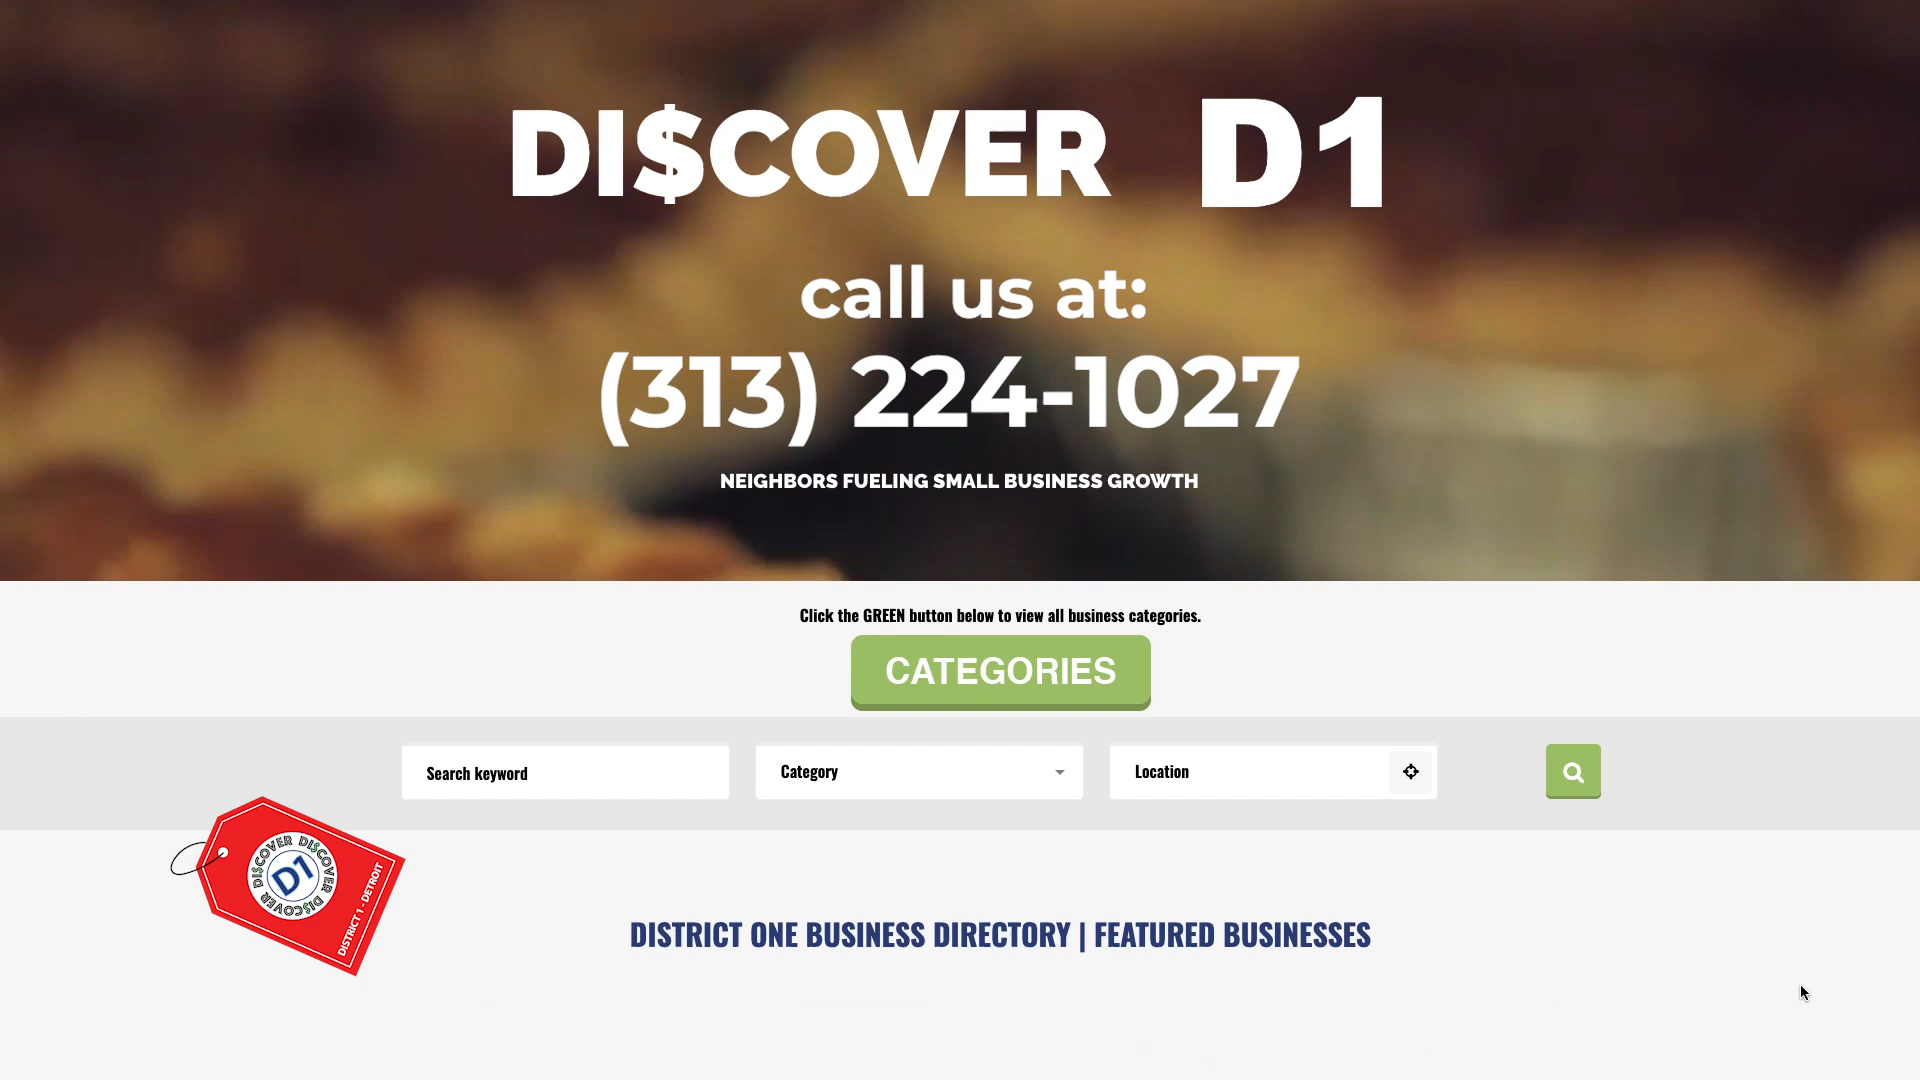 DI$COVER D1
call us at:
(313) 224-1027
NEIGHBORS FUELING SMALL BUSINESS GROWTH
Click the GREEN button below to view all business categories.
CATEGORIES
Search keyword
Category
Location
DI$COVER DI$COVER DI$COVER
D1
DISTRICT 1 - DETROIT
DISTRICT ONE BUSINESS DIRECTORY | FEATURED BUSINESSES